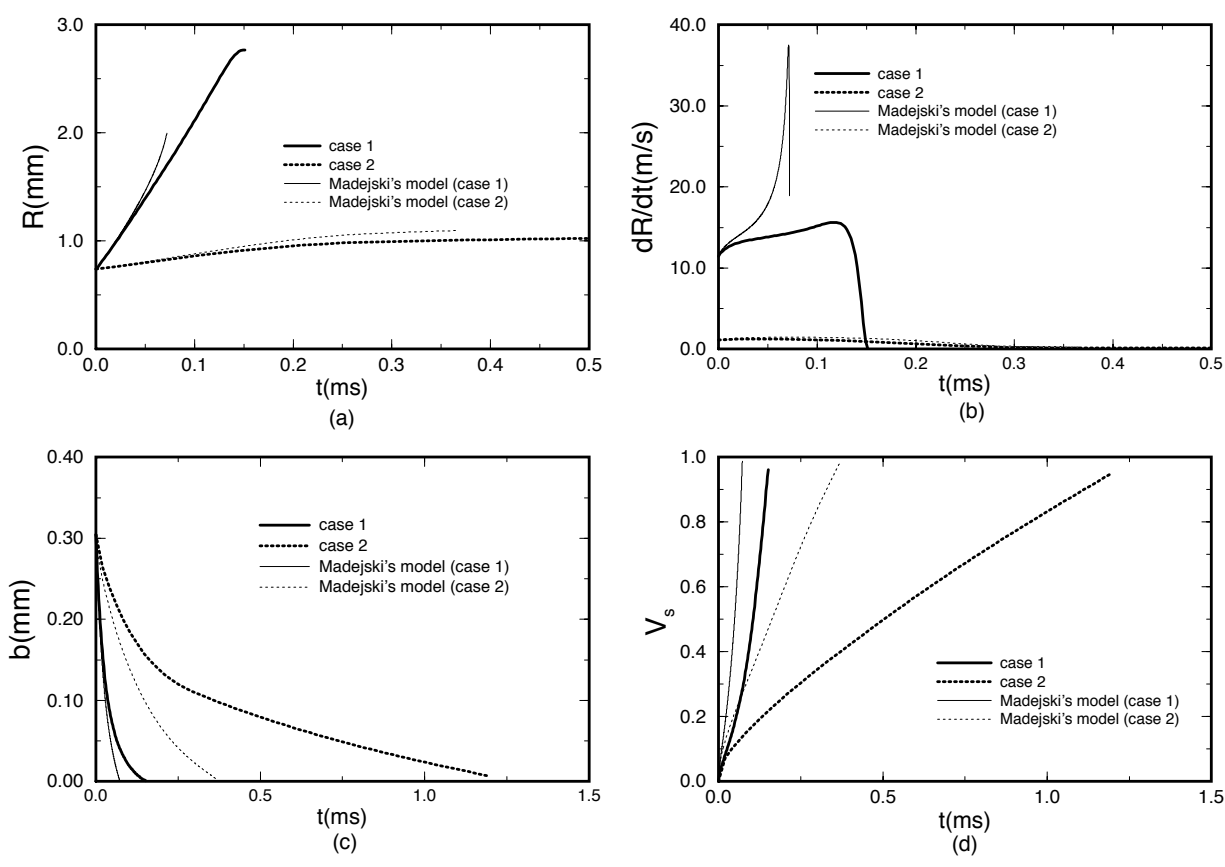 3.0
2.0
1.0
0.0
R(mm)
case 1
case 2
Madejski's model (case 1)
Madejski's model (case 2)
0.0 0.1 0.2 0.3 0.4 0.5
t(ms)
(a)
40.0
30.0
20.0
10.0
0.0
dR/dt(m/s)
case 1
case 2
Madejski's model (case 1)
Madejski's model (case 2)
0.0 0.1 0.2 0.3 0.4 0.5
t(ms)
(b)
0.40
0.30
0.20
0.10
0.00
b(mm)
case 1
case 2
Madejski's model (case 1)
Madejski's model (case 2)
0.0 0.5 1.0 1.5
t(ms)
(c)
1.0
0.8
0.6
0.4
0.2
0.0
Vs
case 1
case 2
Madejski's model (case 1)
Madejski's model (case 2)
0.0 0.5 1.0 1.5
t(ms)
(d)